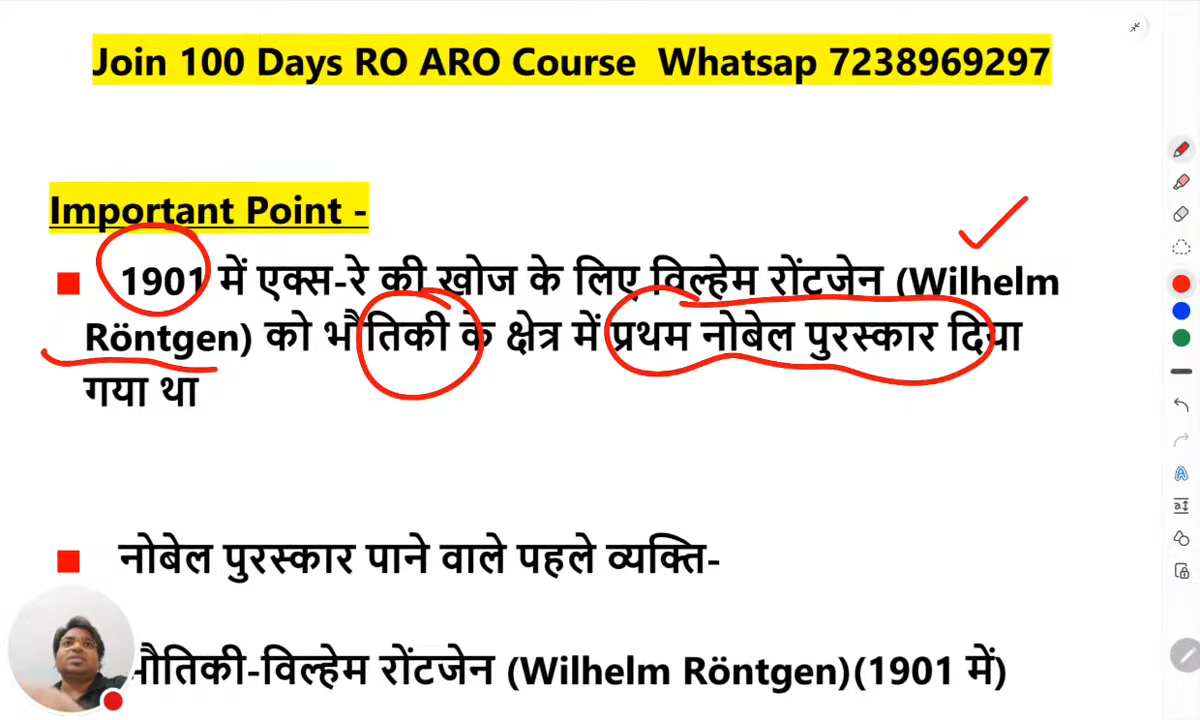 Join 100 Days RO ARO Course Whatsap 7238969297
Important Point -
1901 में एक्स-रे की खोज के लिए विल्हेम रोंटजेन (Wilhelm
Röntgen) को भौतिकी के क्षेत्र में प्रथम नोबेल पुरस्कार दिया
गया था
नोबेल पुरस्कार पाने वाले पहले व्यक्ति-
भौतिकी-विल्हेम रोंटजेन (Wilhelm Röntgen)(1901 में)